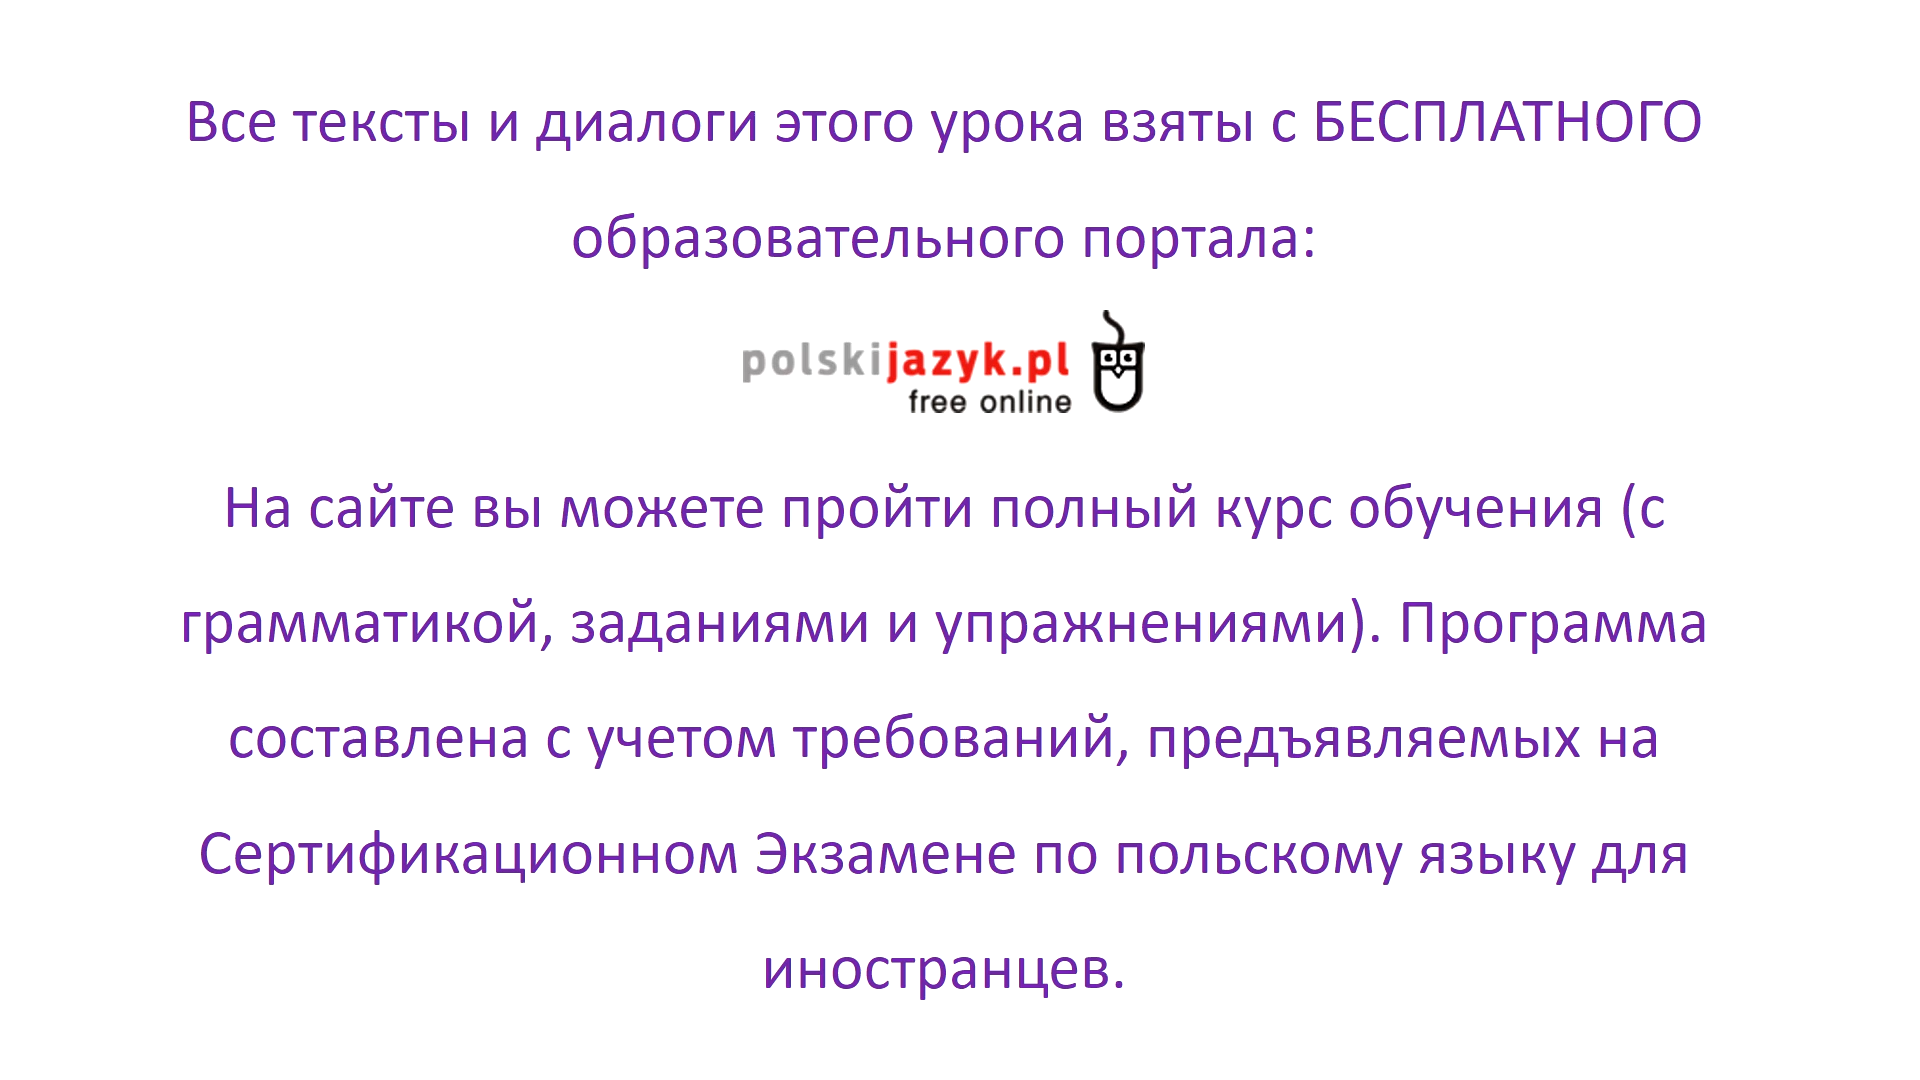 Все тексты и диалоги этого урока взяты с БЕСПЛАТНОГО
образовательного портала:
polskijazyk.pl
free online
На сайте вы можете пройти полный курс обучения (с
грамматикой, заданиями и упражнениями). Программа
составлена с учетом требований, предъявляемых на
Сертификационном Экзамене по польскому языку для
иностранцев.